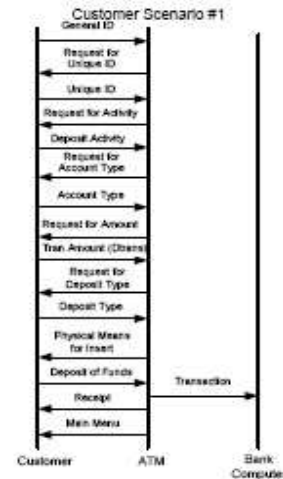 Customer Scenario #1
General ID
Request for
Unique ID
Unique ID
Request for Activity
Deposit Activity
Request for
Account Type
Account Type
Request for Amount
Tran Amount
Request for
Deposit Type
Deposit Type
Physical Means
for Insert
Deposit of Funds
Transaction
Receipt
Main Menu
Customer
ATM
Bank
Compute